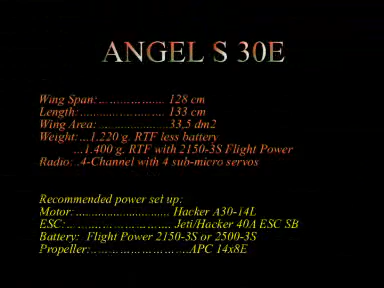 ANGEL S 30E
Wing Span:.................... 128 cm
Length:........................ 133 cm
Wing Area: .....................33,5 dm2
Weight:...1.220 g. RTF less battery
...1.400 g. RTF with 2150-3S Flight Power
Radio: .4-Channel with 4 sub-micro servos
Recommended power set up:
Motor:............................ Hacker A30-14L
ESC:................................ Jeti/Hacker 40A ESC SB
Battery: Flight Power 2150-3S or 2500-3S
Propeller:.............................APC 14x8E